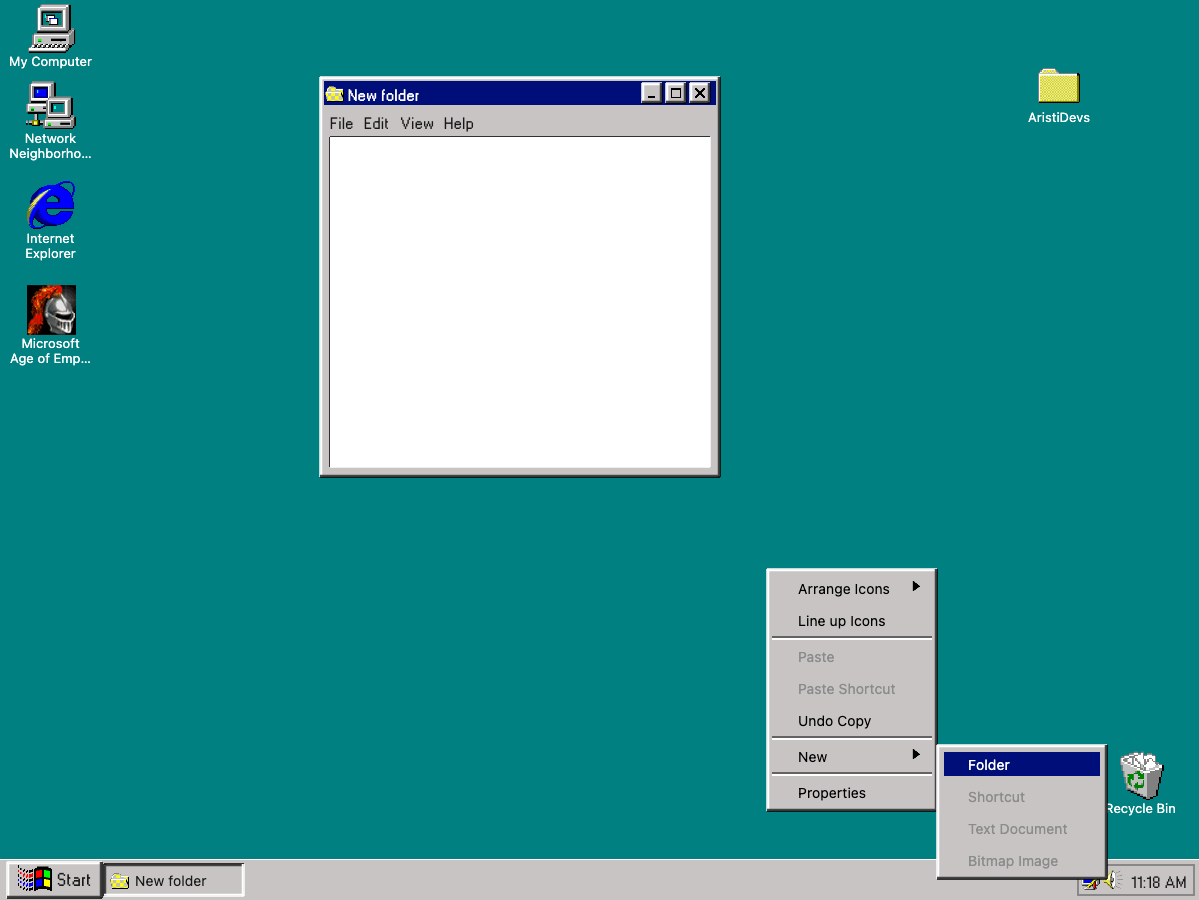 My Computer
Network
Neighborho...
Internet
Explorer
Microsoft
Age of Emp...
New folder
File Edit View Help
AristiDevs
Arrange Icons
Line up Icons
Paste
Paste Shortcut
Undo Copy
New
Properties
Folder
Shortcut
Text Document
Bitmap Image
Recycle Bin
Start
New folder
11:18 AM